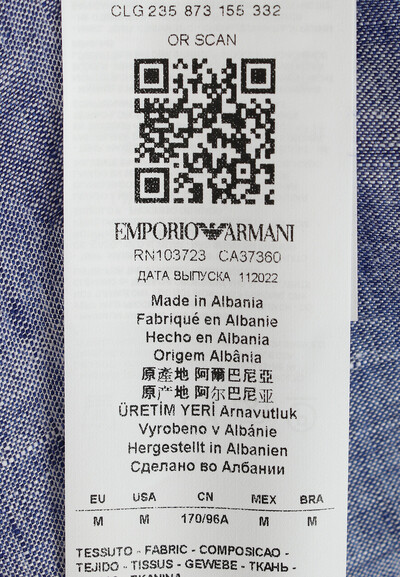 CLG 235 873 155 332
OR SCAN
EMPORIO ARMANI
RN103723 CA37360
ДАТА ВЫПУСКА 112022
Made in Albania
Fabriqué en Albanie
Hecho en Albania
Origem Albânia
原產地 阿爾巴尼亞
原产地 阿尔巴尼亚
ÜRETİM YERİ Arnavutluk
Vyrobeno v Albánie
Hergestellt in Albanien
Сделано во Албании
EU USA CN MEX BRA
M M 170/96A M M
TESSUTO - FABRIC - COMPOSICAO -
TEJIDO - TISSUS - GEWEBE - ТКАНЬ -